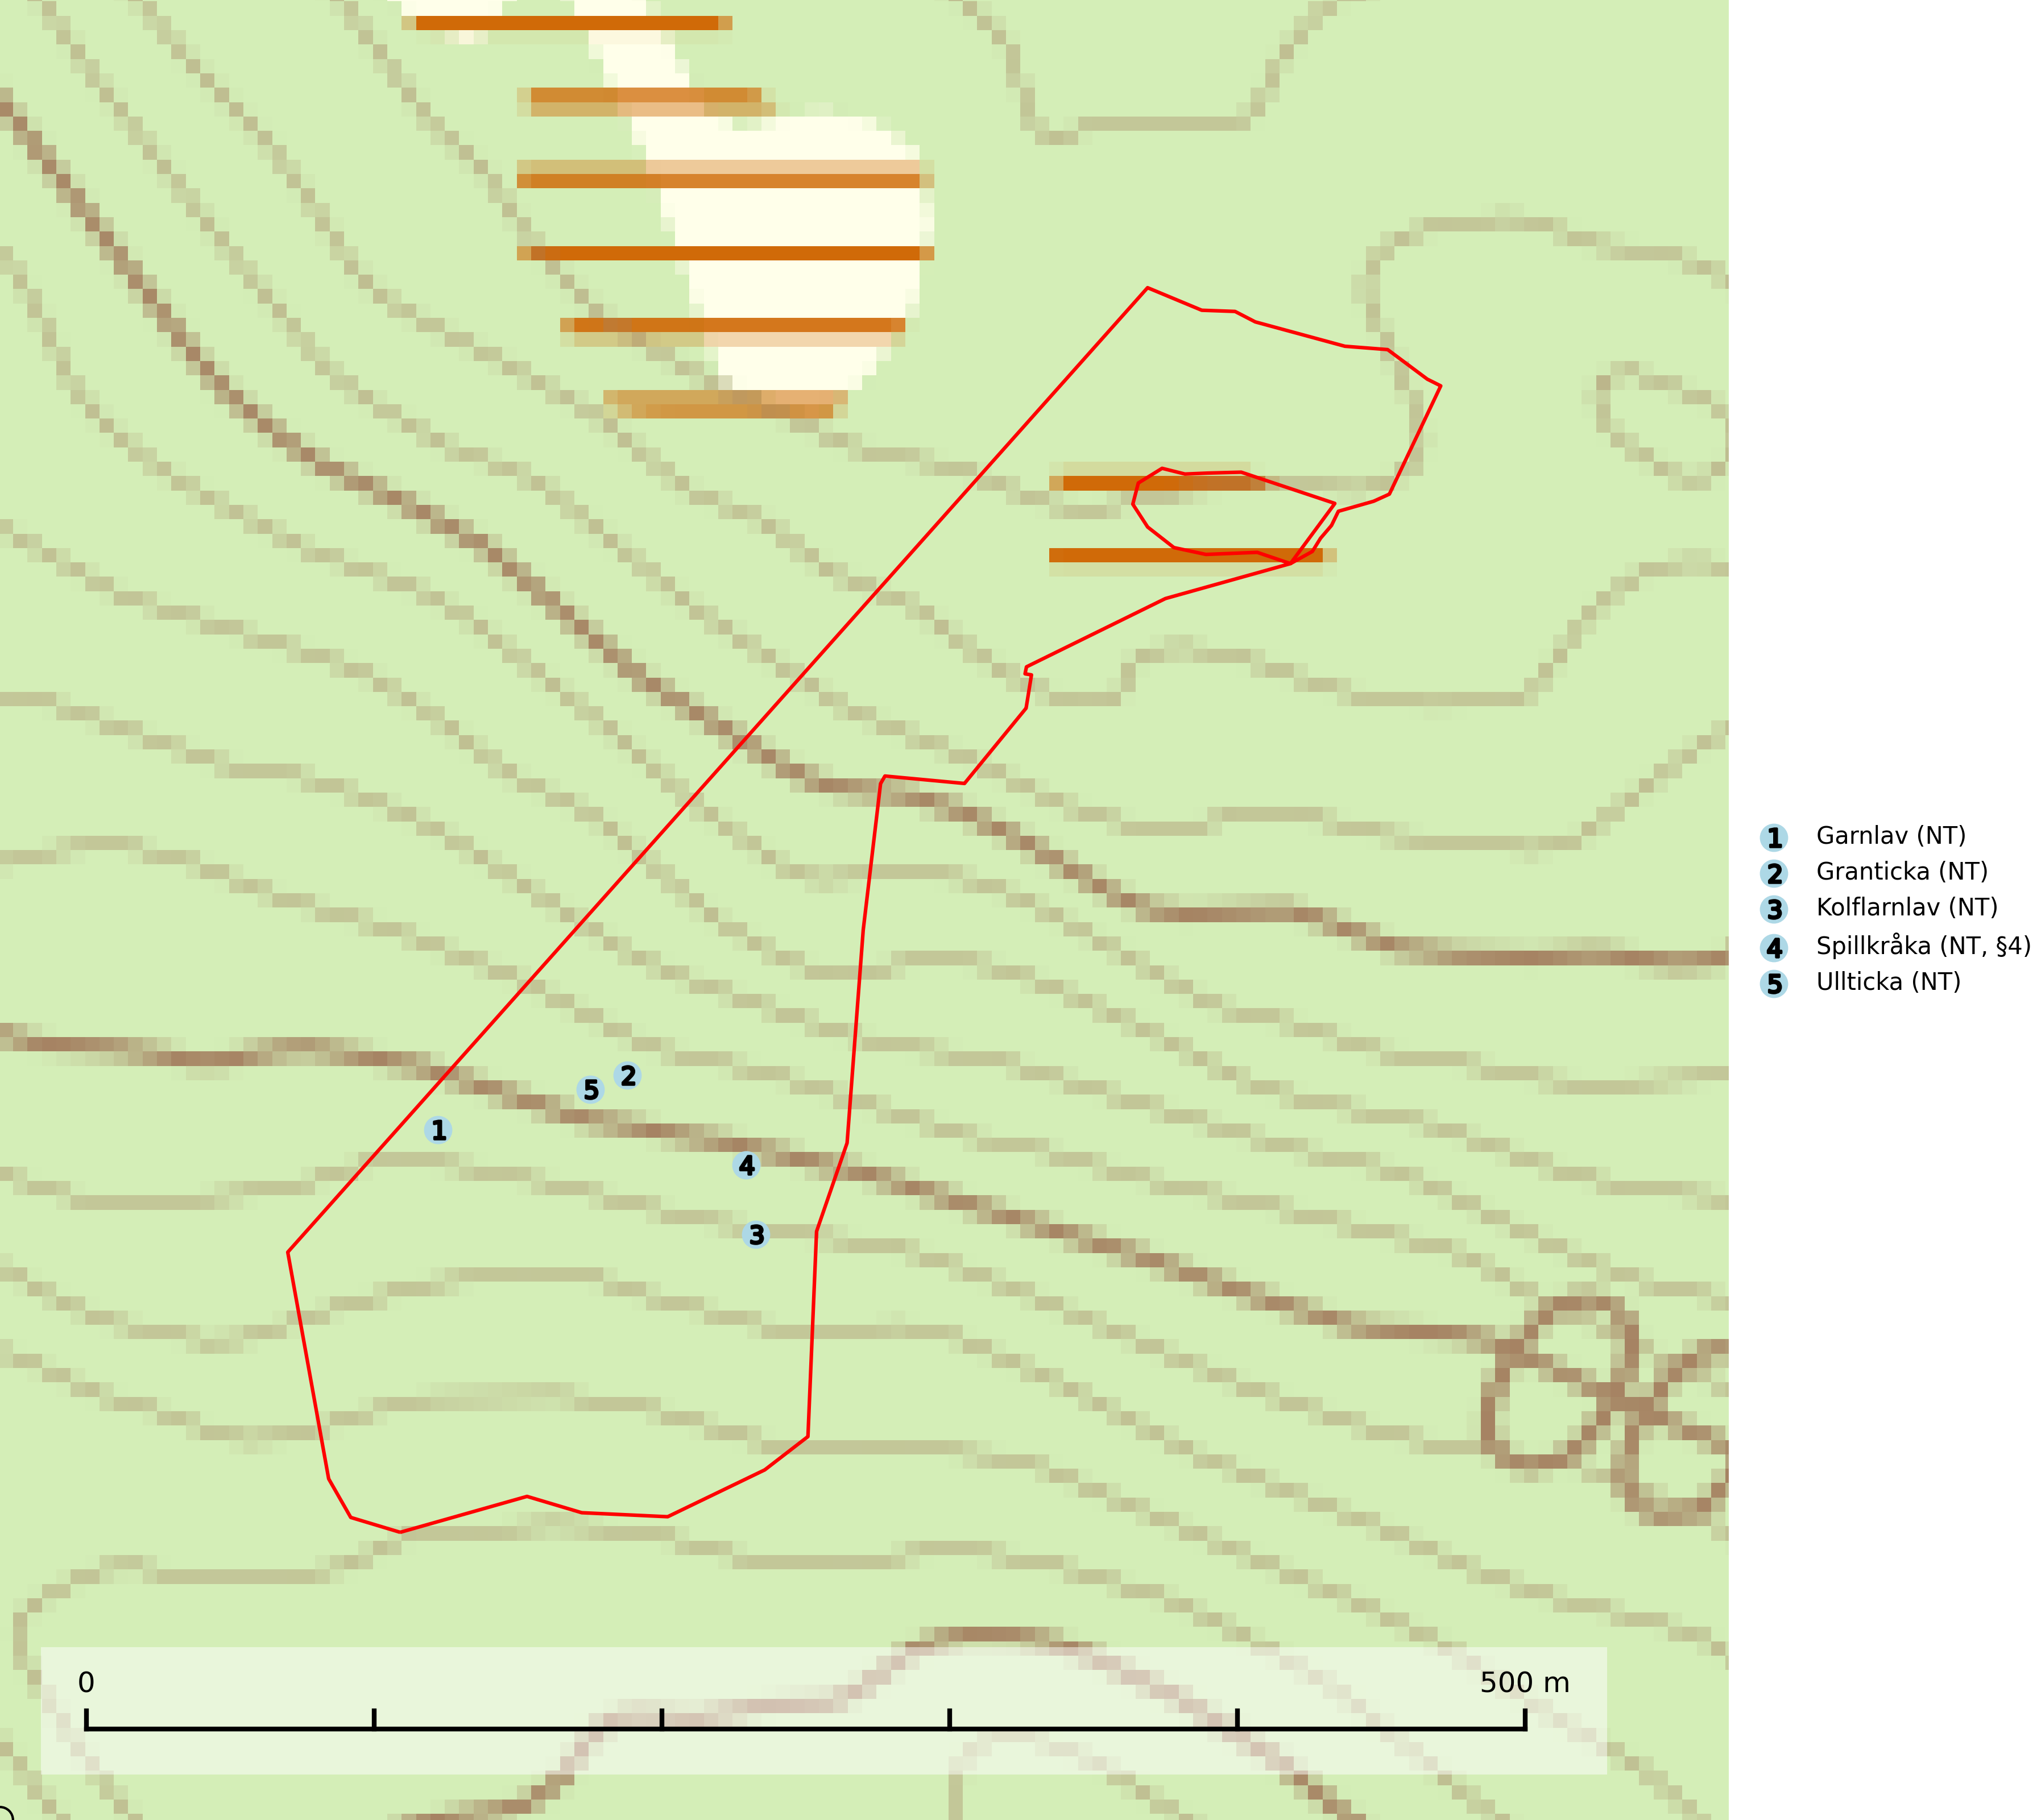 1 Garnlav (NT)
2 Granticka (NT)
3 Kolflarnlav (NT)
4 Spillkråka (NT, §4)
5 Ullticka (NT)
5 2
1
4
3
0 500 m